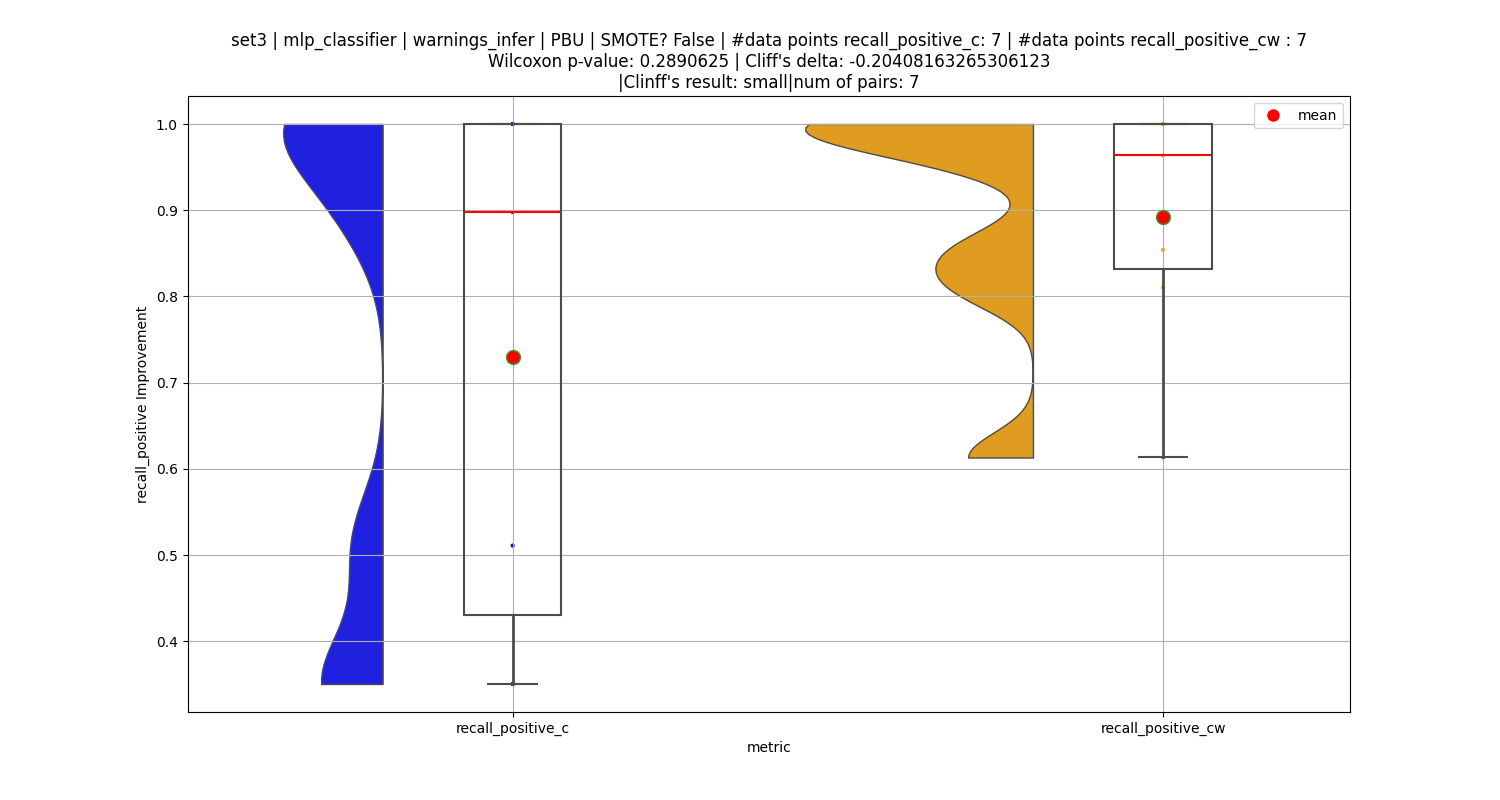 set3 | mlp_classifier | warnings_infer | PBU | SMOTE? False | #data points recall_positive_c: 7 | #data points recall_positive_cw : 7
Wilcoxon p-value: 0.2890625 | Cliff's delta: -0.20408163265306123
|Clinff's result: small|num of pairs: 7
mean
1.0
0.9
0.8
0.7
0.6
0.5
0.4
recall_positive Improvement
recall_positive_c
recall_positive_cw
metric